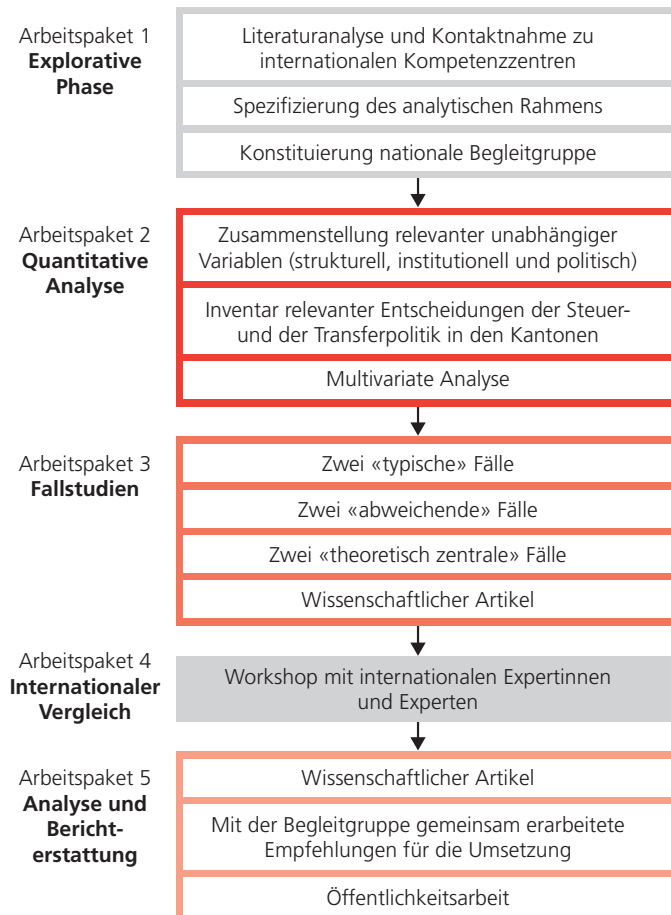 Arbeitspaket 1
Explorative
Phase
Literaturanalyse und Kontaktnahme zu
internationalen Kompetenzzentren
Spezifizierung des analytischen Rahmens
Konstituierung nationale Begleitgruppe
Arbeitspaket 2
Quantitative
Analyse
Zusammenstellung relevanter unabhängiger
Variablen (strukturell, institutionell und politisch)
Inventar relevanter Entscheidungen der Steuer-
und der Transferpolitik in den Kantonen
Multivariate Analyse
Arbeitspaket 3
Fallstudien
Zwei «typische» Fälle
Zwei «abweichende» Fälle
Zwei «theoretisch zentrale» Fälle
Wissenschaftlicher Artikel
Arbeitspaket 4
Internationaler
Vergleich
Workshop mit internationalen Expertinnen
und Experten
Arbeitspaket 5
Analyse und
Bericht-
erstattung
Wissenschaftlicher Artikel
Mit der Begleitgruppe gemeinsam erarbeitete
Empfehlungen für die Umsetzung
Öffentlichkeitsarbeit